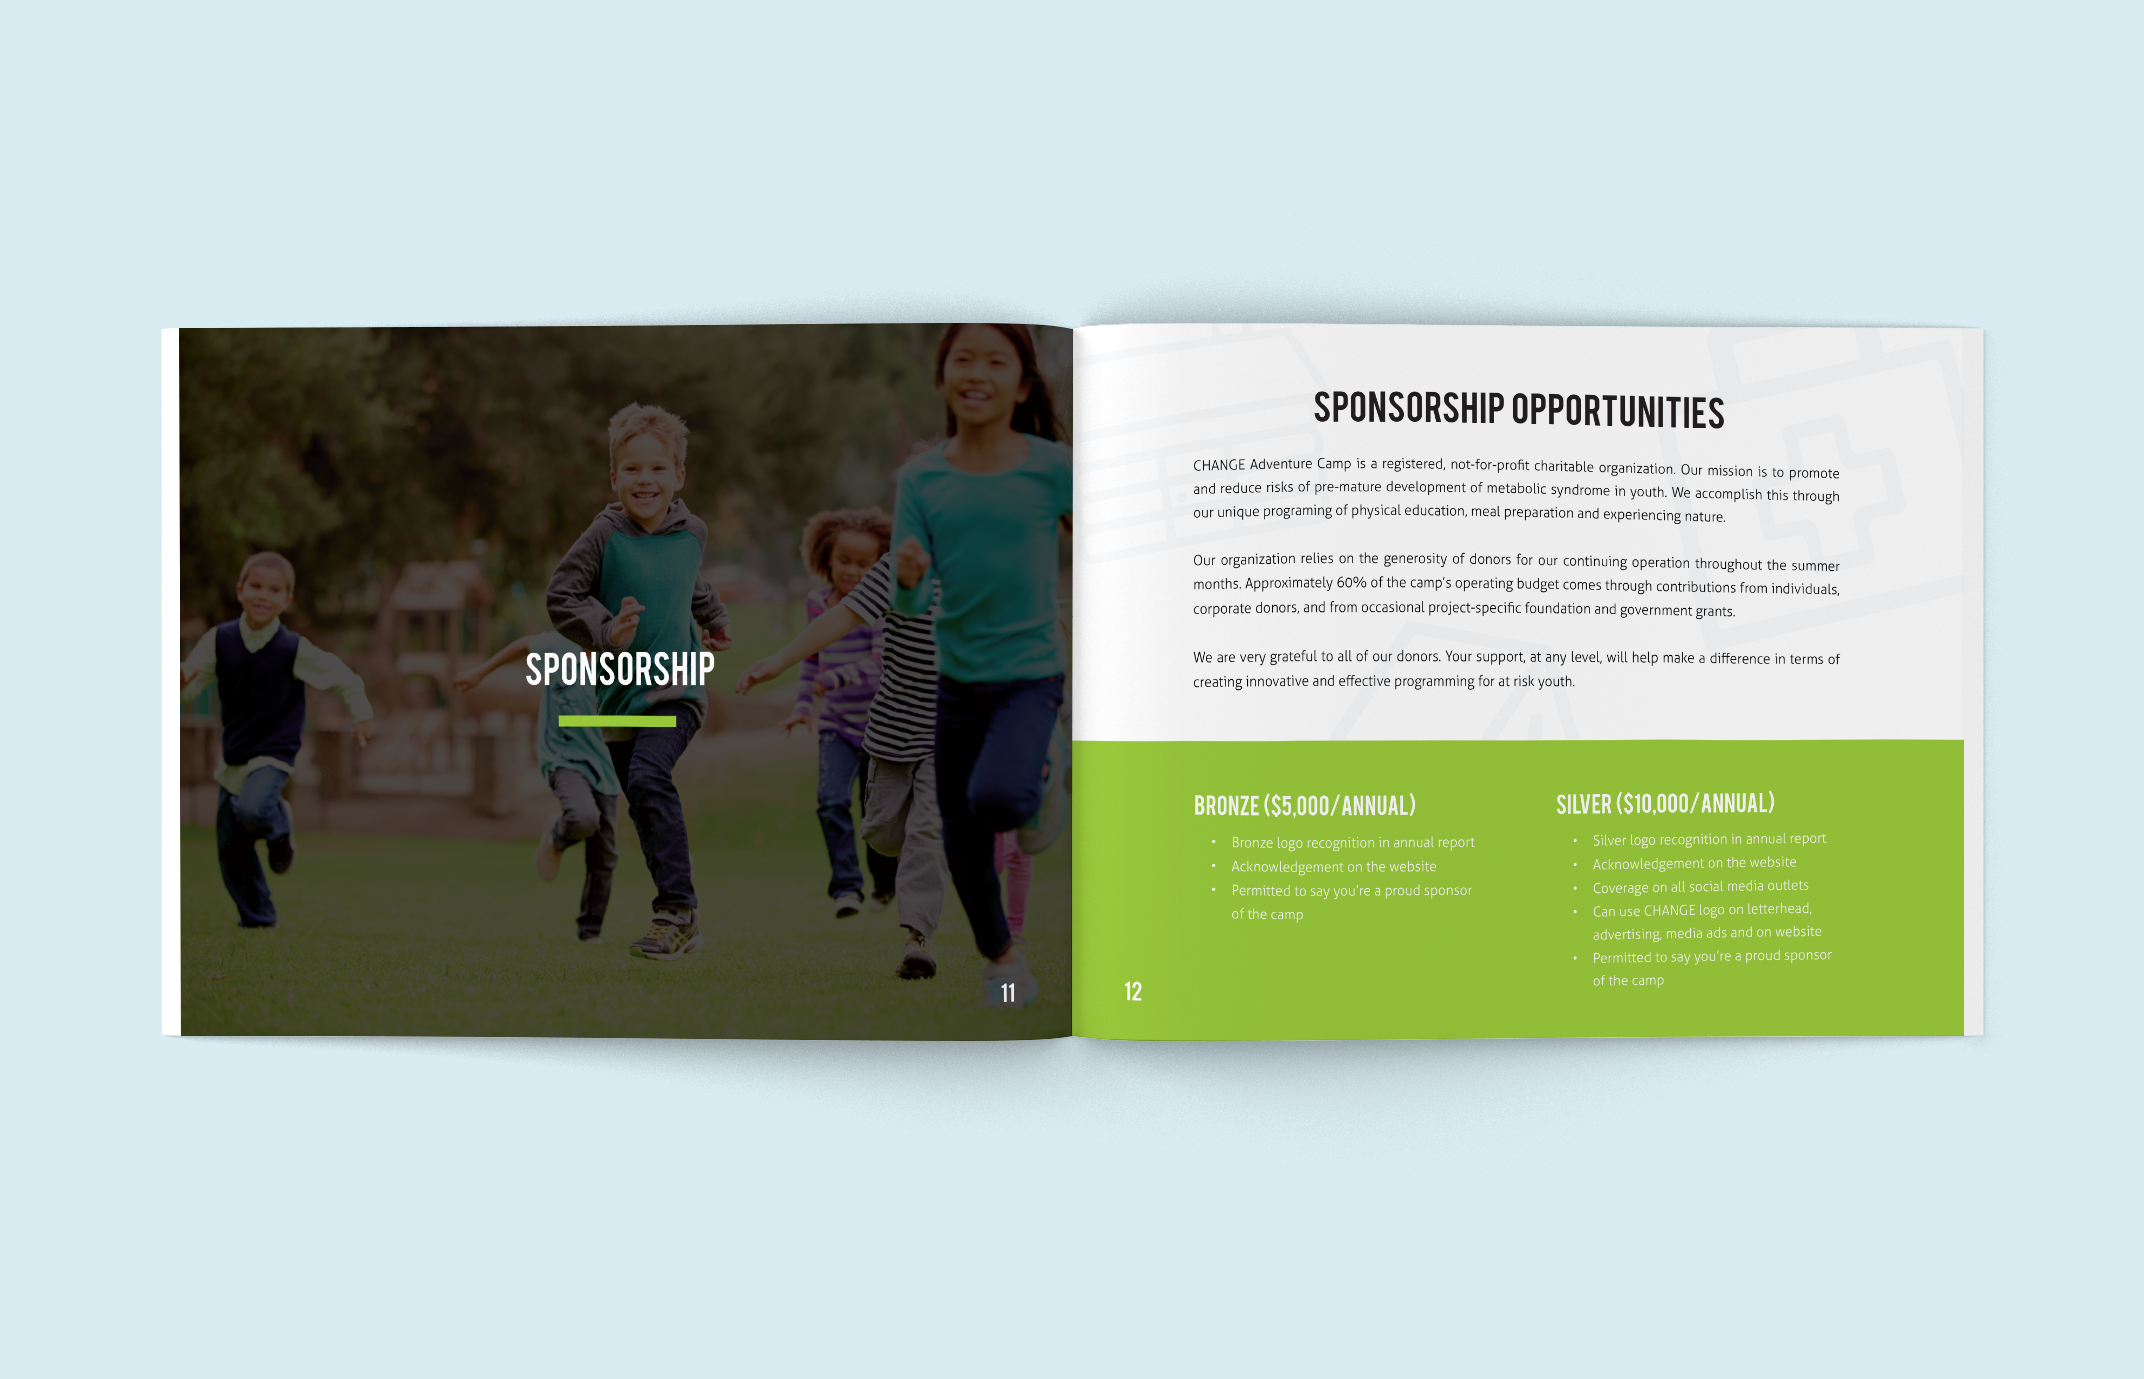 SPONSORSHIP
11
SPONSORSHIP OPPORTUNITIES
CHANGE Adventure Camp is a registered, not-for-profit charitable organization. Our mission is to promote
and reduce risks of pre-mature development of metabolic syndrome in youth. We accomplish this through
our unique programing of physical education, meal preparation and experiencing nature.
Our organization relies on the generosity of donors for our continuing operation throughout the summer
months. Approximately 60% of the camp's operating budget comes through contributions from individuals,
corporate donors, and from occasional project-specific foundation and government grants.
We are very grateful to all of our donors. Your support, at any level, will help make a difference in terms of
creating innovative and effective programming for at risk youth.
BRONZE ($5,000/ANNUAL)
• Bronze logo recognition in annual report
• Acknowledgement on the website
• Permitted to say you're a proud sponsor
of the camp
SILVER ($10,000/ANNUAL)
• Silver logo recognition in annual report
• Acknowledgement on the website
• Coverage on all social media outlets
• Can use CHANGE logo on letterhead,
advertising, media ads and on website
• Permitted to say you're a proud sponsor
of the camp
12